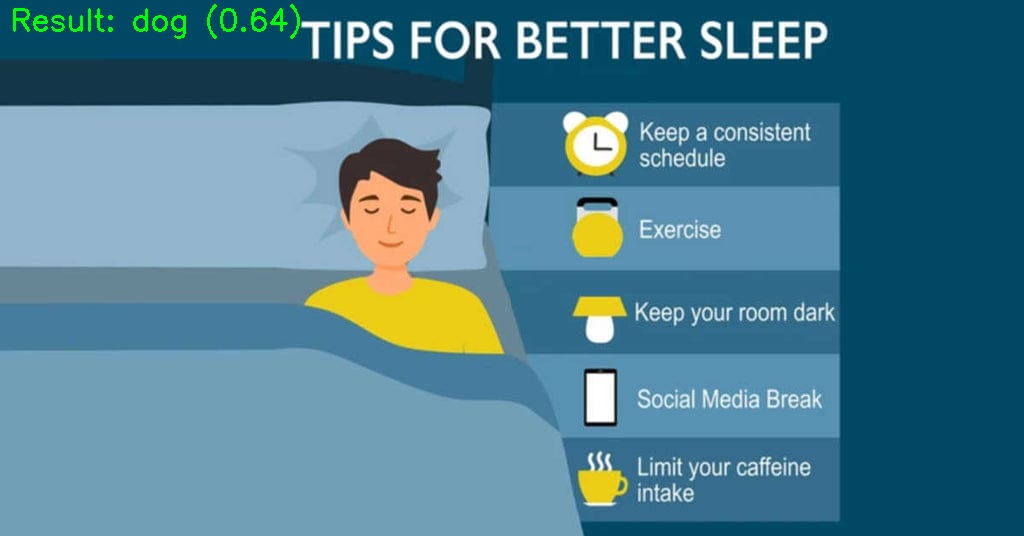 Result: dog (0.64)
TIPS FOR BETTER SLEEP
Keep a consistent
schedule
Exercise
Keep your room dark
Social Media Break
Limit your caffeine
intake